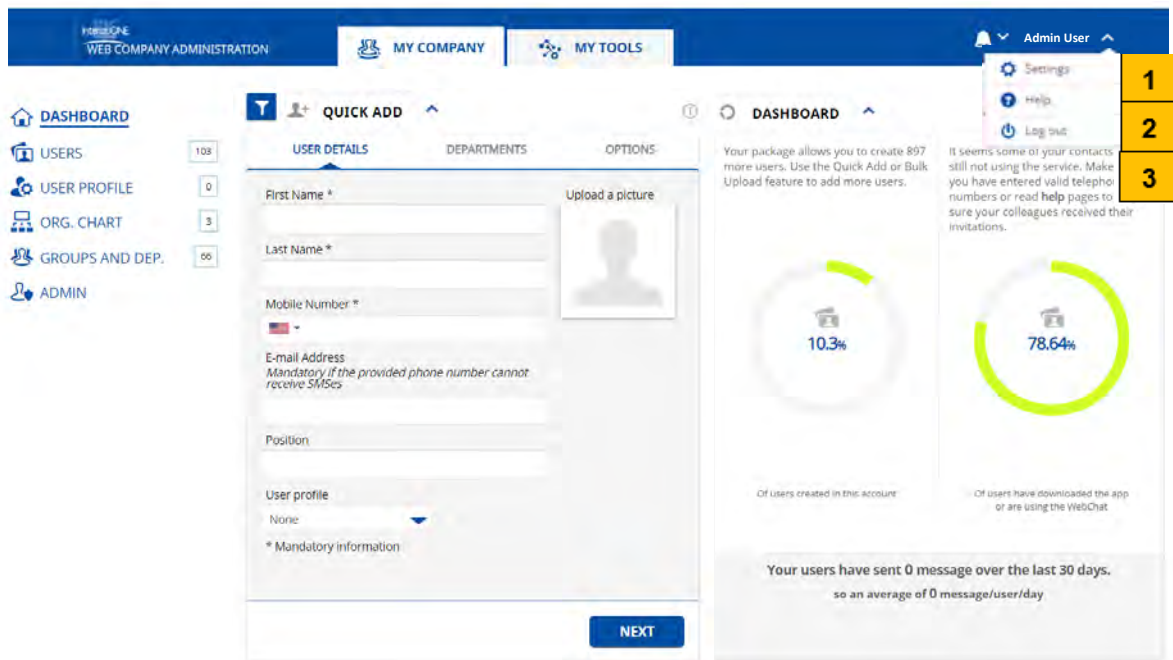 WEB COMPANY ADMINISTRATION
MY COMPANY
MY TOOLS
Admin User
Settings
Help
Log out
1
2
3
DASHBOARD
USERS
103
USER PROFILE
0
ORG. CHART
3
GROUPS AND DEP.
66
ADMIN
QUICK ADD
USER DETAILS
DEPARTMENTS
OPTIONS
First Name *
Upload a picture
Last Name *
Mobile Number *
E-mail Address
Mandatory if the provided phone number cannot
receive SMSes
Position
User profile
None
* Mandatory information
NEXT
DASHBOARD
Your package allows you to create 897
more users. Use the Quick Add or Bulk
Upload feature to add more users.
10.3%
Of users created in this account
It seems some of your contacts
still not using the service. Make
you have entered valid telepho
numbers or read help pages to
sure your colleagues received their
invitations.
78.64%
Of users have downloaded the app
or are using the WebChat
Your users have sent 0 message over the last 30 days.
so an average of 0 message/user/day